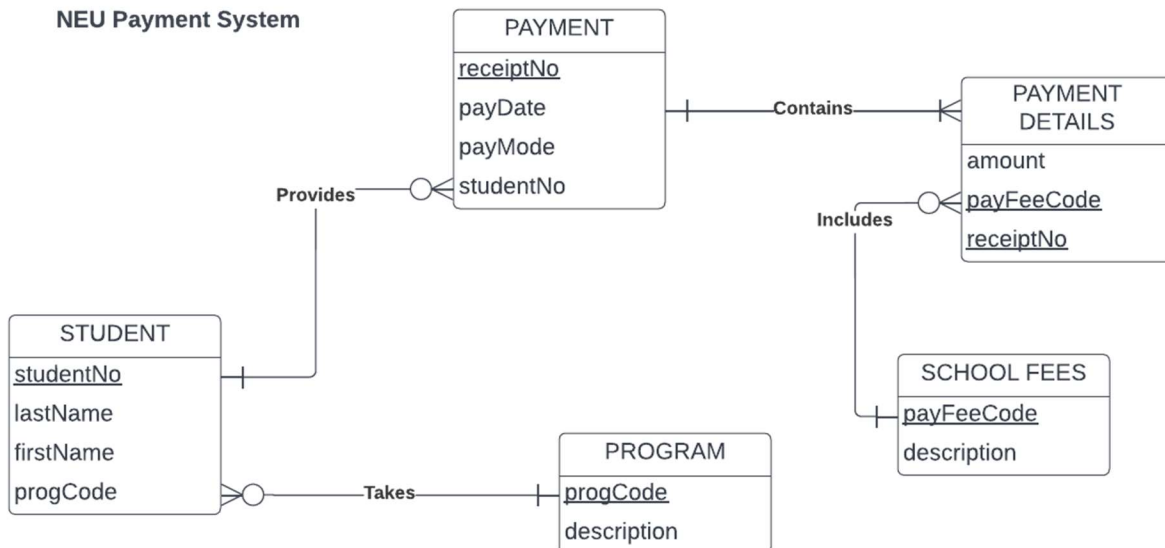 NEU Payment System
PAYMENT
receiptNo
payDate
payMode
studentNo
Contains
PAYMENT
DETAILS
amount
payFeeCode
receiptNo
Provides
Includes
STUDENT
studentNo
lastName
firstName
progCode
Takes
PROGRAM
progCode
description
SCHOOL FEES
payFeeCode
description